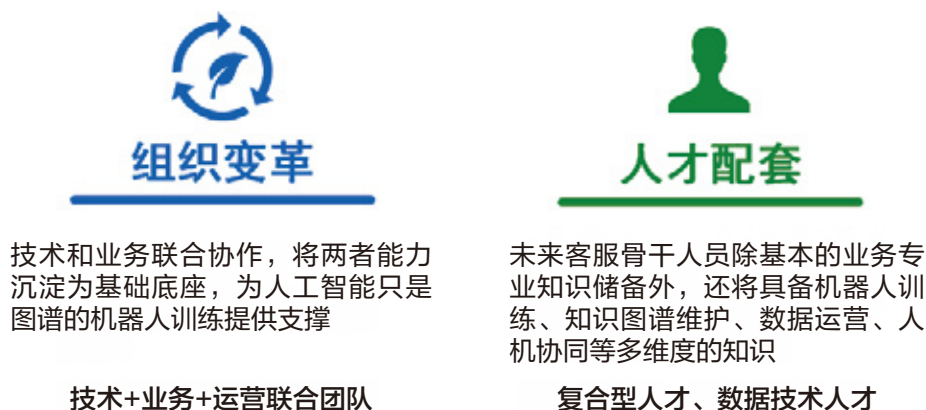 组织变革
技术和业务联合协作，将两者能力
沉淀为基础底座，为人工智能只是
图谱的机器人训练提供支撑
技术+业务+运营联合团队
人才配套
未来客服骨干人员除基本的业务专
业知识储备外，还将具备机器人训
练、知识图谱维护、数据运营、人
机协同等多维度的知识
复合型人才、数据技术人才